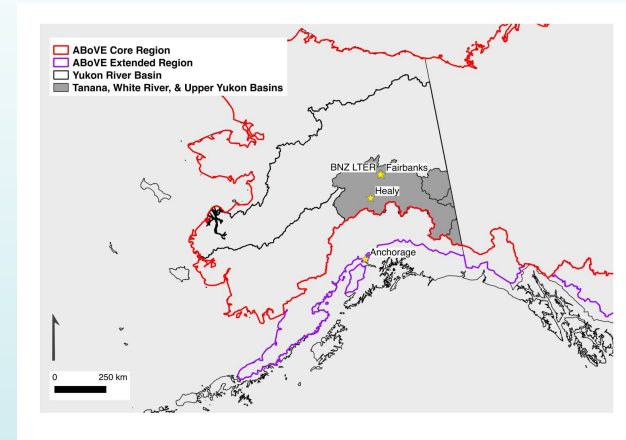 ABoVE Core Region
ABoVE Extended Region
Yukon River Basin
Tanana, White River, & Upper Yukon Basins
BNZ LTER Fairbanks
Healy
Anchorage
0 250 km